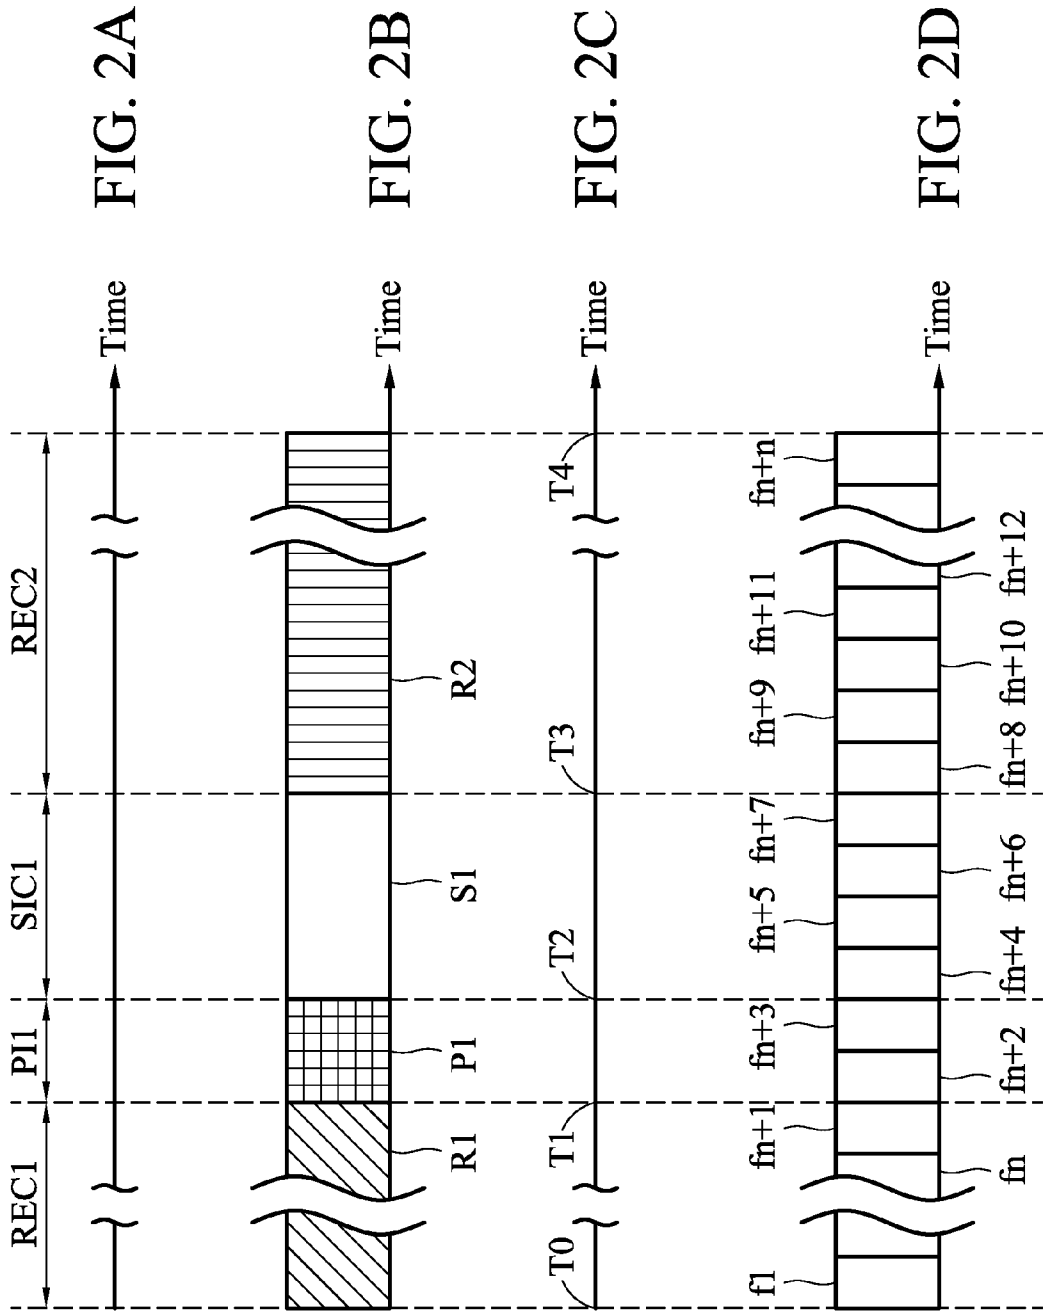 REC1
PI1
SIC1
REC2
Time
FIG. 2A
R1
P1
S1
R2
Time
FIG. 2B
T0
T1
T2
T3
T4
Time
FIG. 2C
f1
fn
fn+1
fn+2
fn+3
fn+4
fn+5
fn+6
fn+7
fn+8
fn+9
fn+10
fn+11
fn+12
fn+n
Time
FIG. 2D